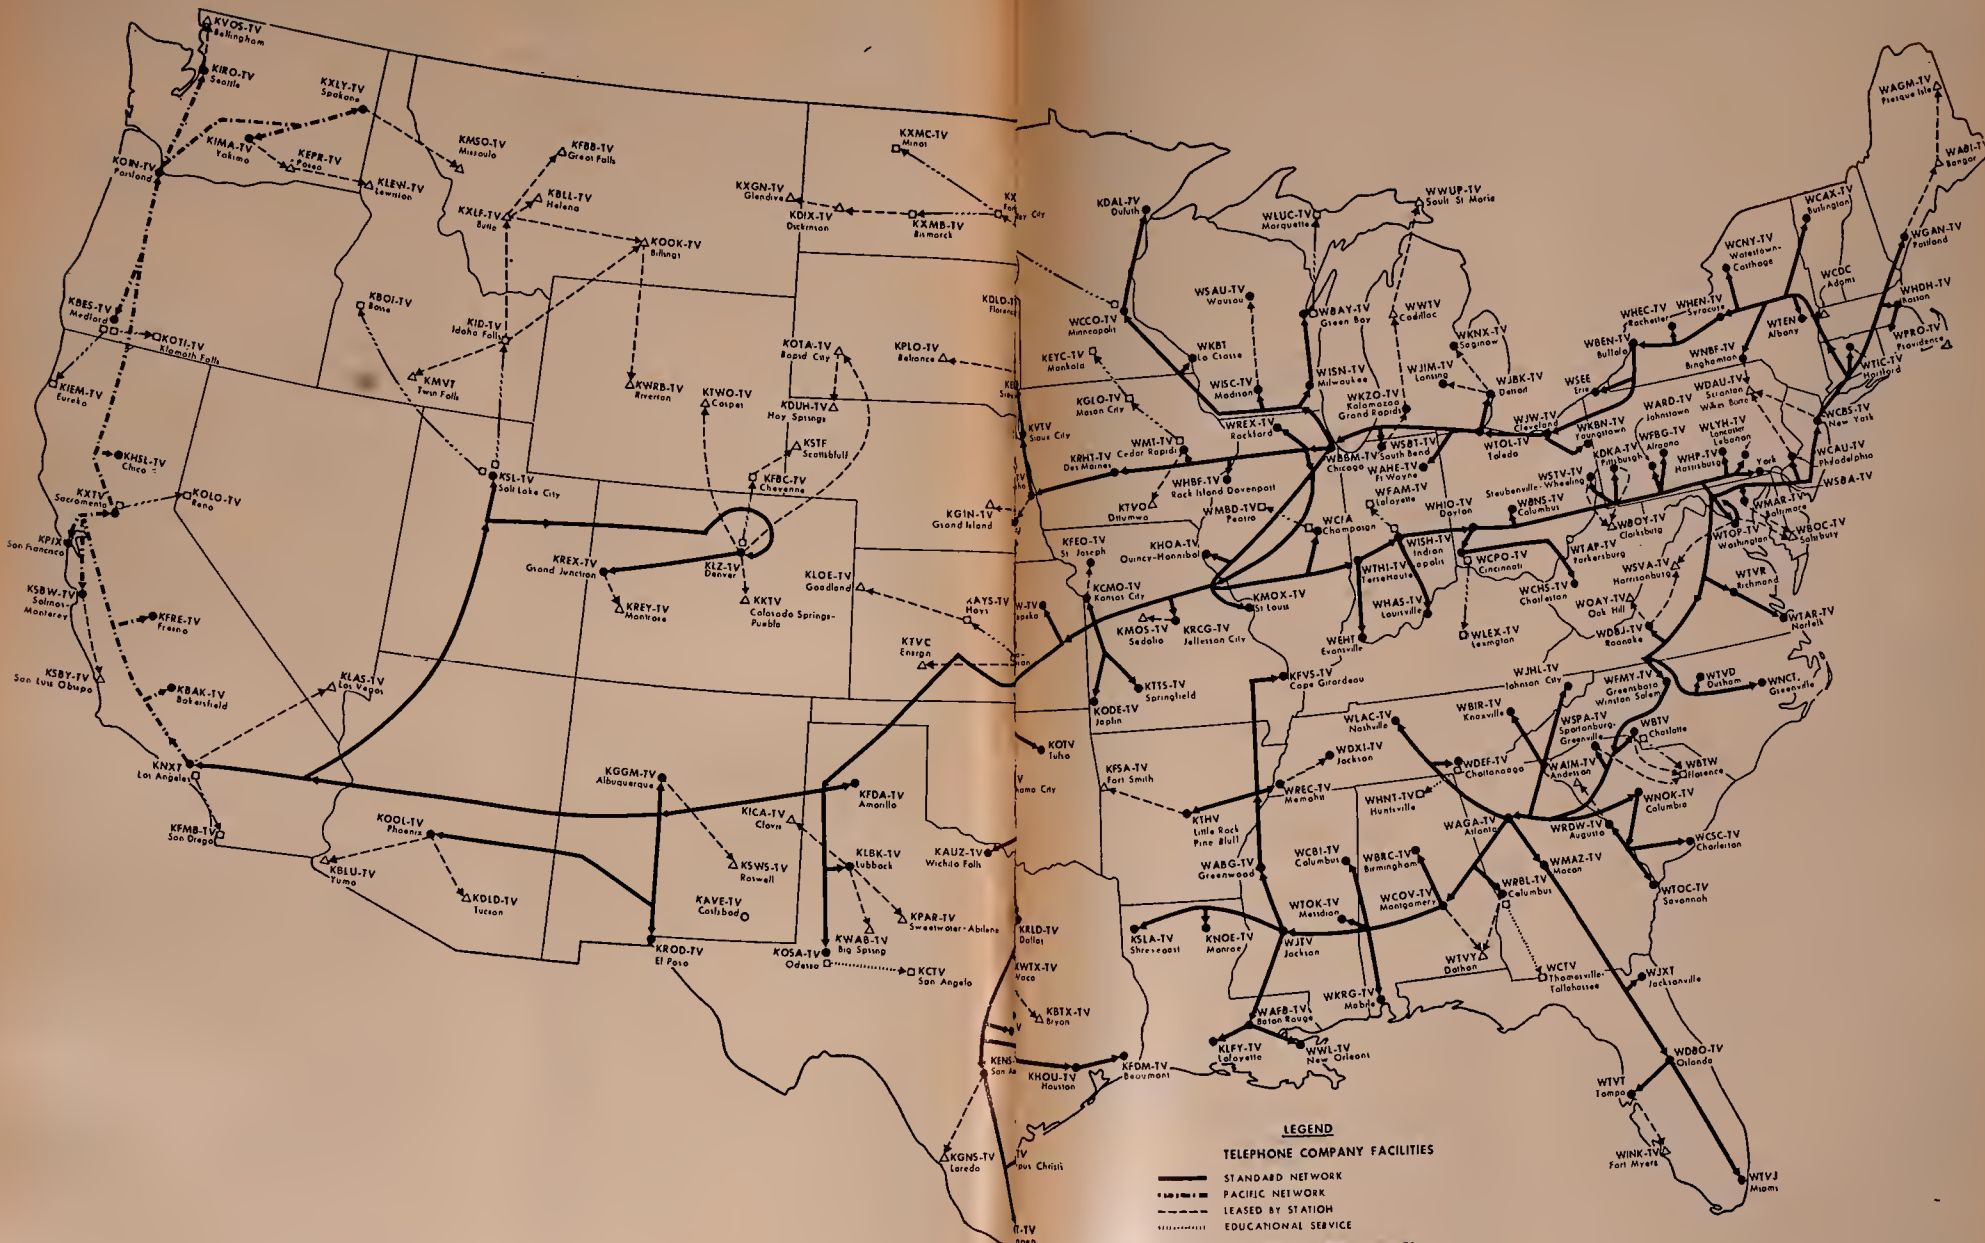 KVOS-TV
Bellingham
KIRO-TV
Seattle
KXLY-TV
Spokane
KIMA-TV
Yakima
KEPR-TV
Pasco
KLEW-TV
Lewiston
KOIN-TV
Portland
KMSO-TV
Missoula
KFBB-TV
Great Falls
KBLL-TV
Helena
KXLF-TV
Butte
KOOK-TV
Billings
KXGN-TV
Glendive
KDIX-TV
Dickinson
KXMC-TV
Minot
KXMB-TV
Bismarck
KBES-TV
Medford
KOTI-TV
Klamath Falls
KIEM-TV
Eureka
KBOI-TV
Boise
KID-TV
Idaho Falls
KMVT
Twin Falls
KWRB-TV
Riverton
KTWO-TV
Casper
KOTA-TV
Rapid City
KDUH-TV
Hay Springs
KPLO-TV
Reliance
KSTF
Scottsbluff
KFBC-TV
Cheyenne
KHSL-TV
Chico
KXTV
Sacramento
KOLO-TV
Reno
KSL-TV
Salt Lake City
KPIX
San Francisco
KSBW-TV
Salinas-
Monterey
KFRE-TV
Fresno
KSBY-TV
San Luis Obispo
KBAK-TV
Bakersfield
KLAS-TV
Las Vegas
KNXT
Los Angeles
KFMB-TV
San Diego
KREX-TV
Grand Junction
KREY-TV
Montrose
KLZ-TV
Denver
KKTV
Colorado Springs-
Pueblo
KLOE-TV
Goodland
KAYS-TV
Hays
KTVC
Ensign
KGIN-TV
Grand Island
KOOL-TV
Phoenix
KBLU-TV
Yuma
KOLD-TV
Tucson
KGGM-TV
Albuquerque
KSWS-TV
Roswell
KAVE-TV
Carlsbad
KROD-TV
El Paso
KICA-TV
Clovis
KFDA-TV
Amarillo
KLBK-TV
Lubbock
KPAR-TV
Sweetwater-Abilene
KWAB-TV
Big Spring
KOSA-TV
Odessa
KCTV
San Angelo
KAUZ-TV
Wichita Falls
KRLD-TV
Dallas
KWTX-TV
Waco
KBTX-TV
Bryan
KENS-
KHOU-TV
Houston
KFDM-TV
Beaumont
KGNS-TV
Laredo
KOTV
Tulsa
KDAL-TV
Duluth
WCCO-TV
Minneapolis
KEYC-TV
Mankato
KGLO-TV
Mason City
KVTV
Sioux City
KRNT-TV
Des Moines
WMT-TV
Cedar Rapids
KTVO
Ottumwa
WHBF-TV
Rock Island Davenport
WKBT
La Crosse
WSAU-TV
Wausau
WISC-TV
Madison
WREX-TV
Rockford
WLUC-TV
Marquette
WBAY-TV
Green Bay
WISN-TV
Milwaukee
WWUP-TV
Sault St Marie
WWTV
Cadillac
WKZO-TV
Kalamazoo
Grand Rapids
WKNX-TV
Saginaw
WJIM-TV
Lansing
WJBK-TV
Detroit
WBBM-TV
Chicago
WSBT-TV
South Bend
WAHE-TV
Ft Wayne
WFAM-TV
Lafayette
WTOL-TV
Toledo
WJW-TV
Cleveland
WSEE
Erie
WKBN-TV
Youngstown
WHIO-TV
Dayton
WBNS-TV
Columbus
WMBD-TV
Peoria
WCIA
Champaign
WISH-TV
Indian
apolis
WTHI-TV
Terre Haute
WCPO-TV
Cincinnati
WHAS-TV
Louisville
WEHT
Evansville
WLEX-TV
Lexington
WCHS-TV
Charleston
KHQA-TV
Quincy-Hannibal
KMOX-TV
St Louis
KFEQ-TV
St Joseph
KCMO-TV
Kansas City
KMOS-TV
Sedalia
KRCG-TV
Jefferson City
KTTS-TV
Springfield
KODE-TV
Joplin
KFVS-TV
Cape Girardeau
KFSA-TV
Fort Smith
KTHV
Little Rock
Pine Bluff
WREC-TV
Memphis
WDXI-TV
Jackson
WLAC-TV
Nashville
WBIR-TV
Knoxville
WJHL-TV
Johnson City
WDEF-TV
Chattanooga
WHNT-TV
Huntsville
WAGA-TV
Atlanta
WABG-TV
Greenwood
WCBI-TV
Columbus
WBRC-TV
Birmingham
WTOK-TV
Meridian
WCOV-TV
Montgomery
WRBL-TV
Columbus
WMAZ-TV
Macon
WTVY
Dothan
WCTV
Thomasville-
Tallahassee
WJXT
Jacksonville
KSLA-TV
Shreveport
KNOE-TV
Monroe
WJTV
Jackson
WKRG-TV
Mobile
WAFB-TV
Baton Rouge
KLFY-TV
Lafayette
WWL-TV
New Orleans
WDBO-TV
Orlando
WTVT
Tampa
WINK-TV
Fort Myers
WTVJ
Miami
WSPA-TV
Spartanburg-
Greenville
WAIM-TV
Anderson
WBTV
Charlotte
WBTW
Florence
WNOK-TV
Columbia
WRDW-TV
Augusta
WCSC-TV
Charleston
WTOC-TV
Savannah
WFMY-TV
Greensboro
Winston Salem
WTVD
Durham
WNCT
Greenville
WDBJ-TV
Roanoke
WOAY-TV
Oak Hill
WSVA-TV
Harrisonburg
WTVR
Richmond
WTAR-TV
Norfolk
WTAP-TV
Parkersburg
WBOY-TV
Clarksburg
WTOP-TV
Washington
WBOC-TV
Salisbury
WMAR-TV
Baltimore
WSTV-TV
Steubenville-Wheeling
KDKA-TV
Pittsburgh
WFBG-TV
Altoona
WARD-TV
Johnstown
WHP-TV
Harrisburg
WLYH-TV
Lancaster
Lebanon
WSBA-TV
York
WCAU-TV
Philadelphia
WCBS-TV
New York
WDAU-TV
Scranton
Wilkes Barre
WNBF-TV
Binghamton
WBEN-TV
Buffalo
WHEC-TV
Rochester
WHEN-TV
Syracuse
WCNY-TV
Watertown-
Carthage
WCAX-TV
Burlington
WCDC
Adams
WTEN
Albany
WTIC-TV
Hartford
WPRO-TV
Providence
WHDH-TV
Boston
WGAN-TV
Portland
WABI-T
Bangor
WAGM-TV
Presque Isle
LEGEND
TELEPHONE COMPANY FACILITIES
STANDARD NETWORK
PACIFIC NETWORK
LEASED BY STATION
EDUCATIONAL SERVICE